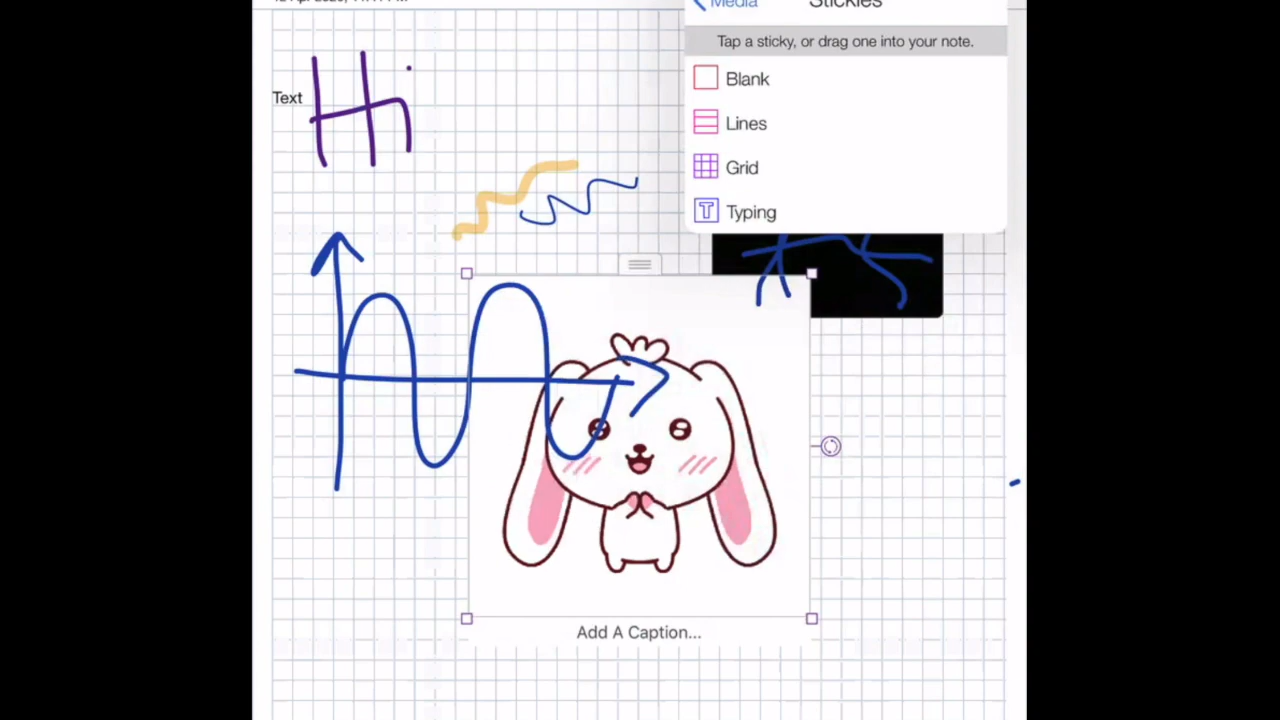 Media
Stickies
Tap a sticky, or drag one into your note.
Blank
Lines
Grid
Typing
Text
Hi
Add A Caption...